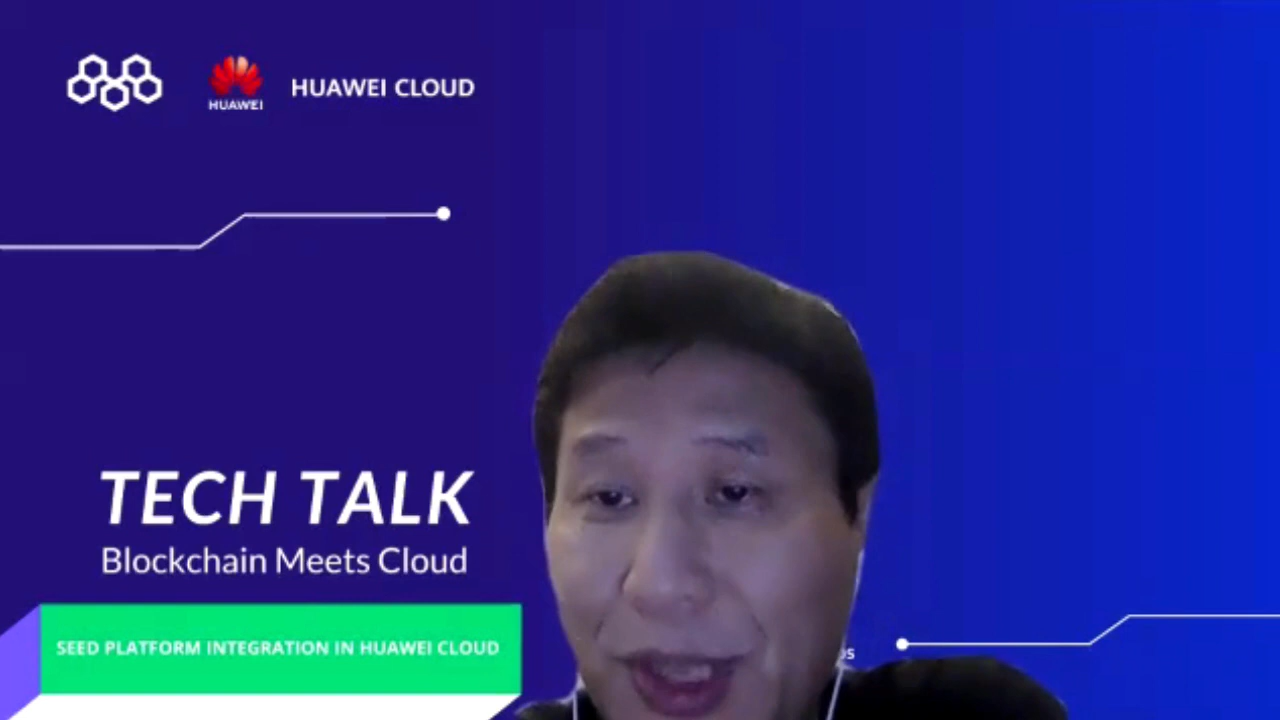 HUAWEI
HUAWEI CLOUD
TECH TALK
Blockchain Meets Cloud
SEED PLATFORM INTEGRATION IN HUAWEI CLOUD